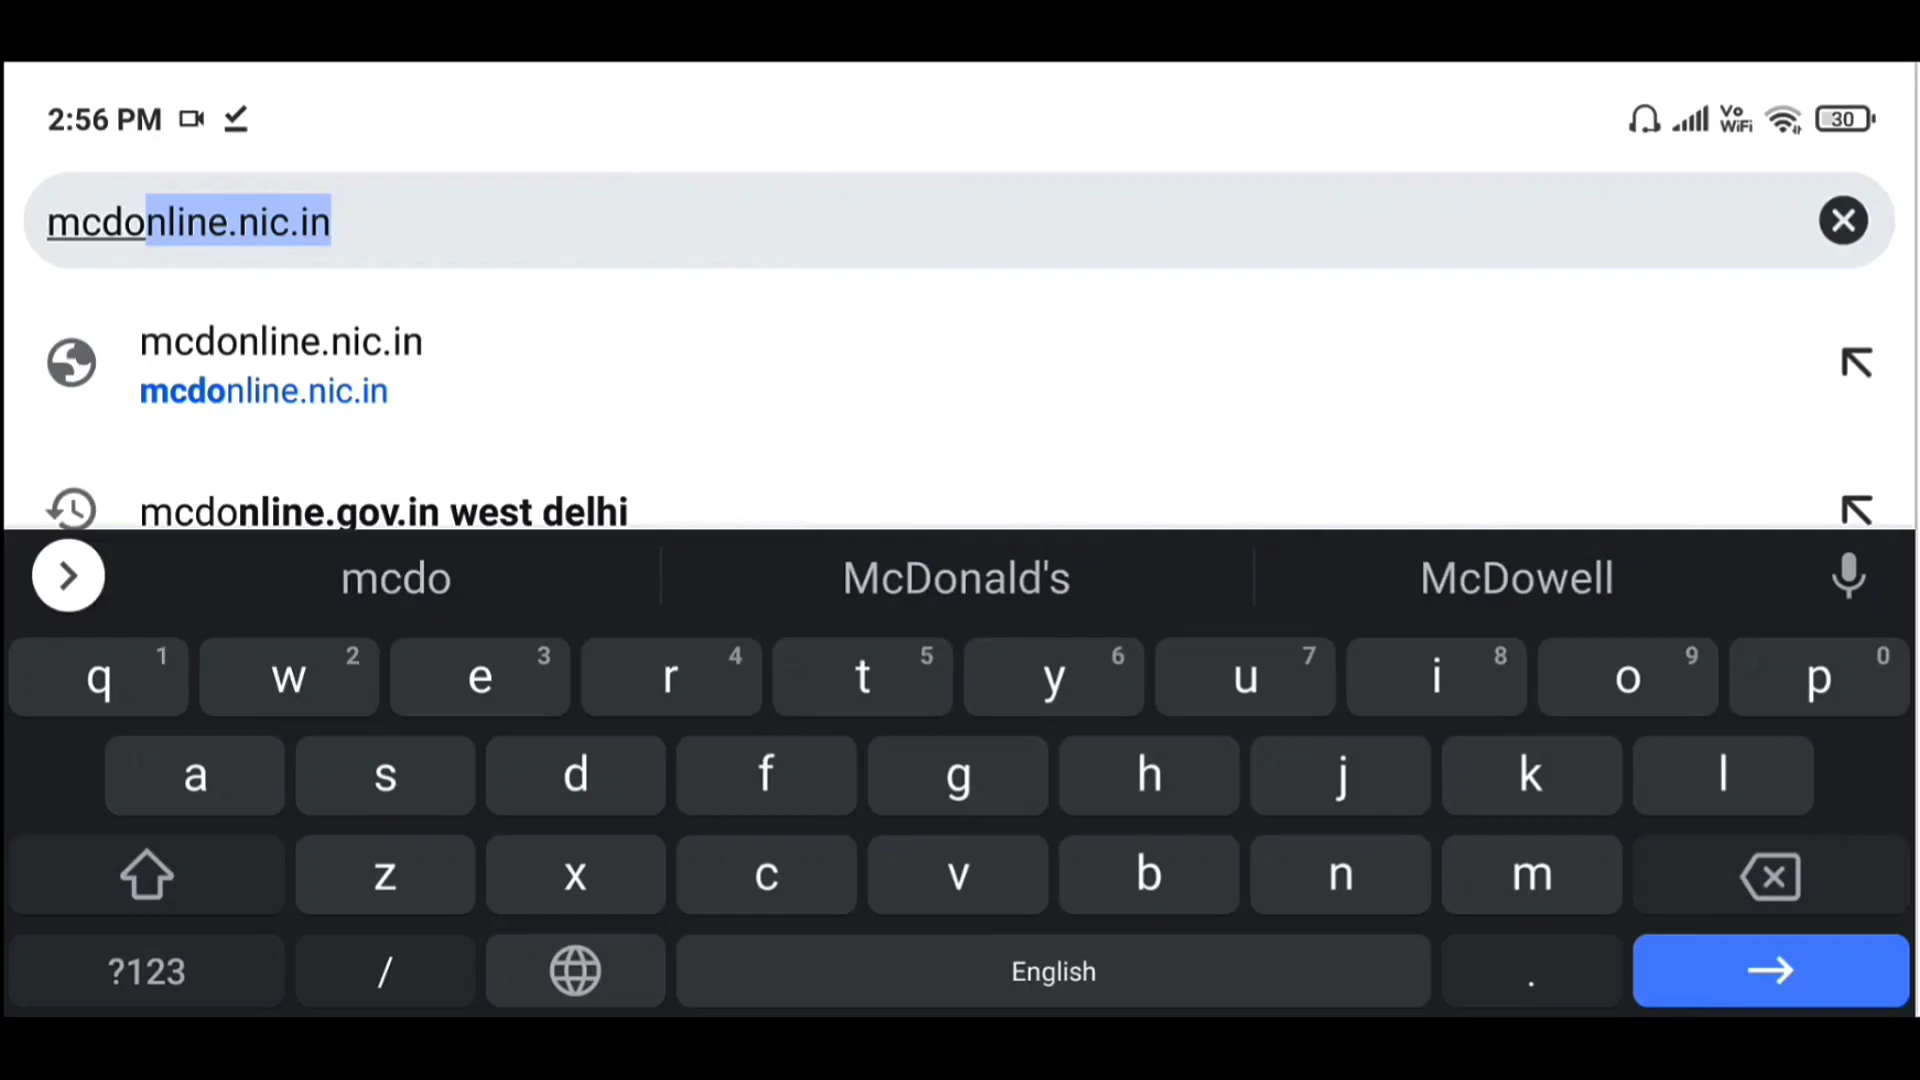 2:56 PM
Vo
WiFi
30
mcdonline.nic.in
mcdonline.nic.in
mcdonline.nic.in
mcdonline.gov.in west delhi
mcdo McDonald's McDowell
q 1 w 2 e 3 r 4 t 5 y 6 u 7 i 8 o 9 p 0
a s d f g h j k l
z x c v b n m
?123 / English .